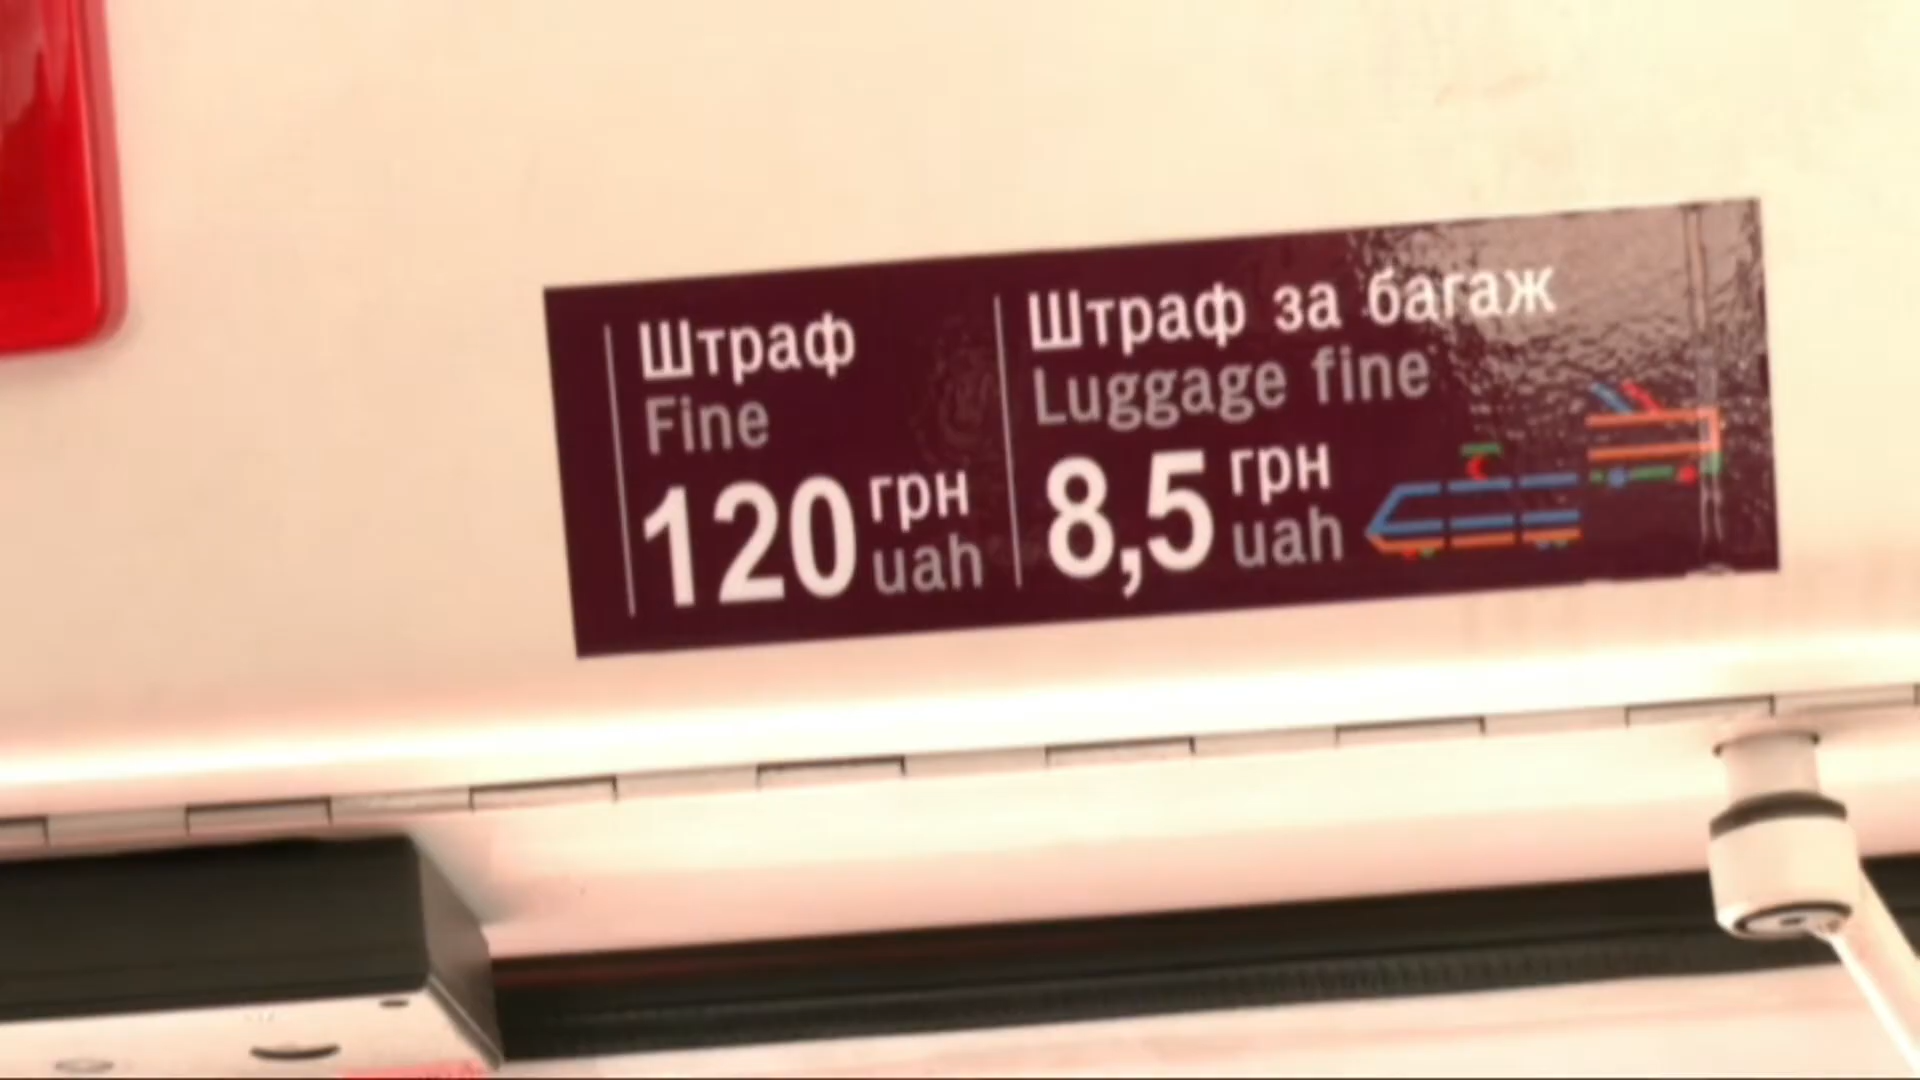 Штраф
Fine
120 грн
uah
Штраф за багаж
Luggage fine
8,5 грн
uah